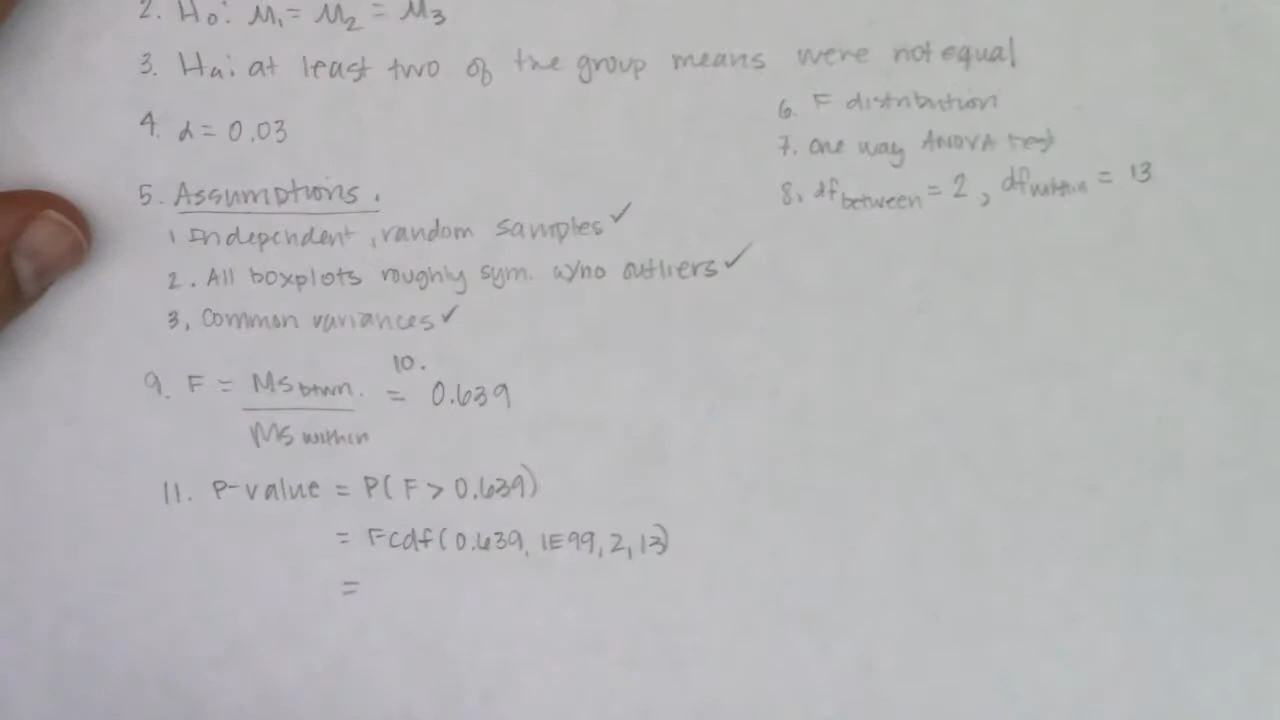 2. Ho: μ₁ = μ₂ = μ₃
3. Ha: at least two of the group means were not equal
4. α = 0.03
5. Assumptions.
1 Independent, random samples ✓
2. All boxplots roughly sym. w/no outliers ✓
3, Common variances ✓
6. F distribution
7. One way ANOVA test
8, df between = 2, df within = 13
9. F = MS btwn. / MS within 10. = 0.639
11. P-value = P(F > 0.639)
= Fcdf(0.639, 1E99, 2, 13)
=